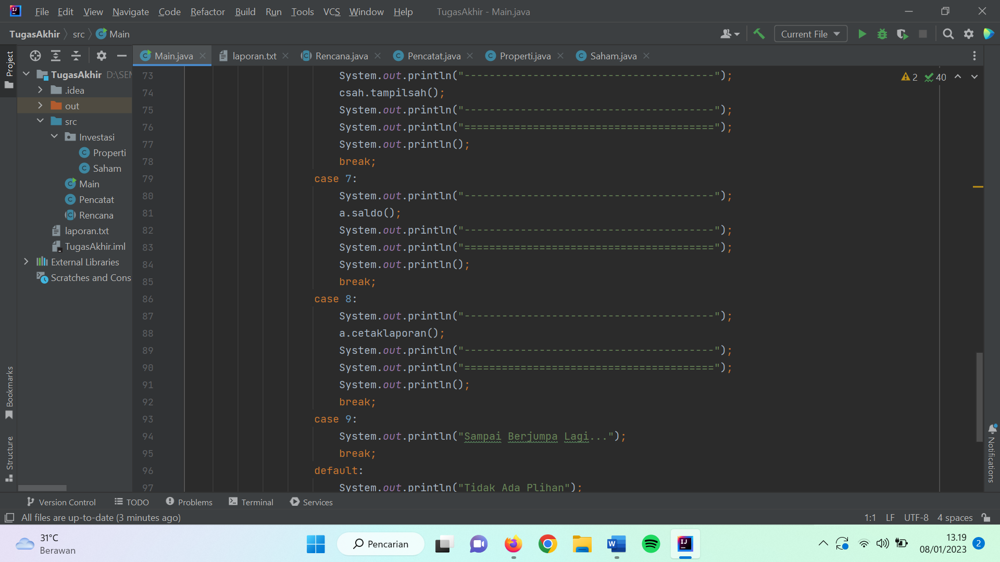 File Edit View Navigate Code Refactor Build Run Tools VCS Window Help TugasAkhir - Main.java
TugasAkhir src Main Current File
Project
Main.java laporan.txt Rencana.java Pencatat.java Properti.java Saham.java
TugasAkhir D:\SEM
.idea
out
src
Investasi
Properti
Saham
Main
Pencatat
Rencana
laporan.txt
TugasAkhir.iml
External Libraries
Scratches and Cons
Bookmarks
Structure
2 40
73 System.out.println("----------------------------------------");
74 csah.tampilsah();
75 System.out.println("----------------------------------------");
76 System.out.println("========================================");
77 System.out.println();
78 break;
79 case 7:
80 System.out.println("----------------------------------------");
81 a.saldo();
82 System.out.println("----------------------------------------");
83 System.out.println("========================================");
84 System.out.println();
85 break;
86 case 8:
87 System.out.println("----------------------------------------");
88 a.cetaklaporan();
89 System.out.println("----------------------------------------");
90 System.out.println("========================================");
91 System.out.println();
92 break;
93 case 9:
94 System.out.println("Sampai Berjumpa Lagi...");
95 break;
96 default:
97 System.out.println("Tidak Ada Plihan");
Notifications
Version Control TODO Problems Terminal Services
All files are up-to-date (3 minutes ago) 1:1 LF UTF-8 4 spaces
31°C
Berawan
Pencarian
13.19
08/01/2023
2